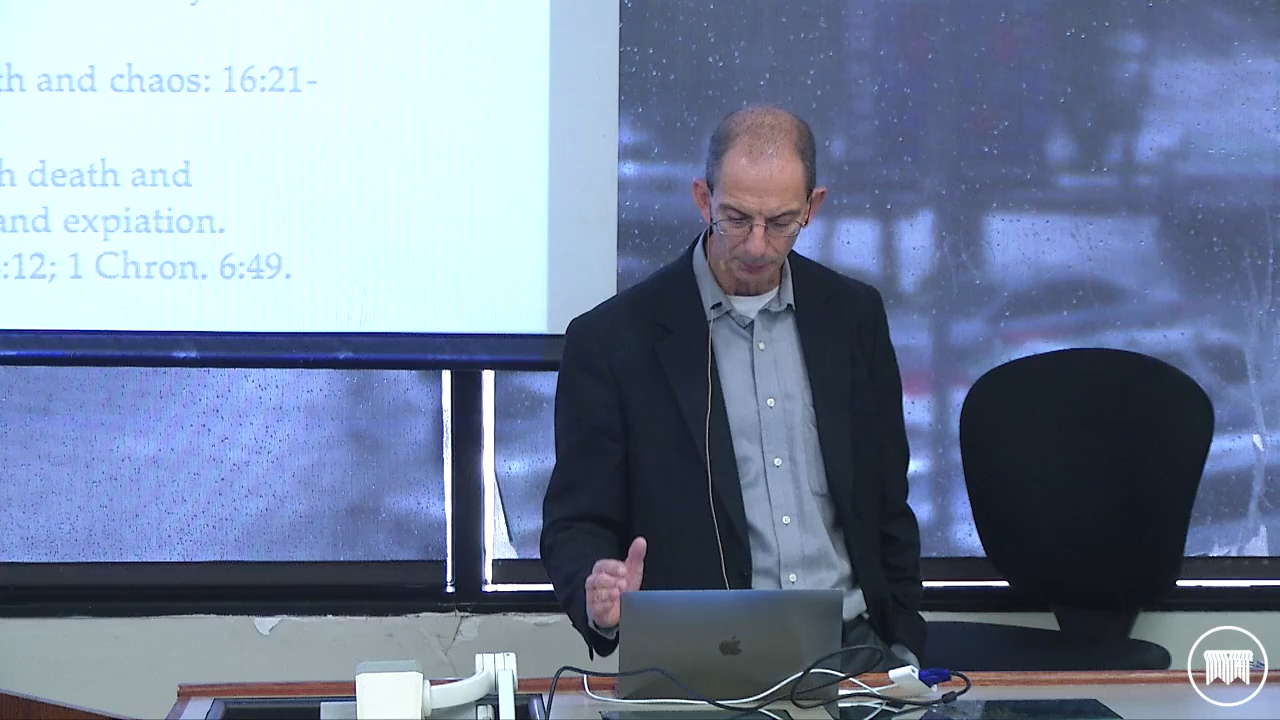 th and chaos: 16:21-
h death and
and expiation.
:12; 1 Chron. 6:49.